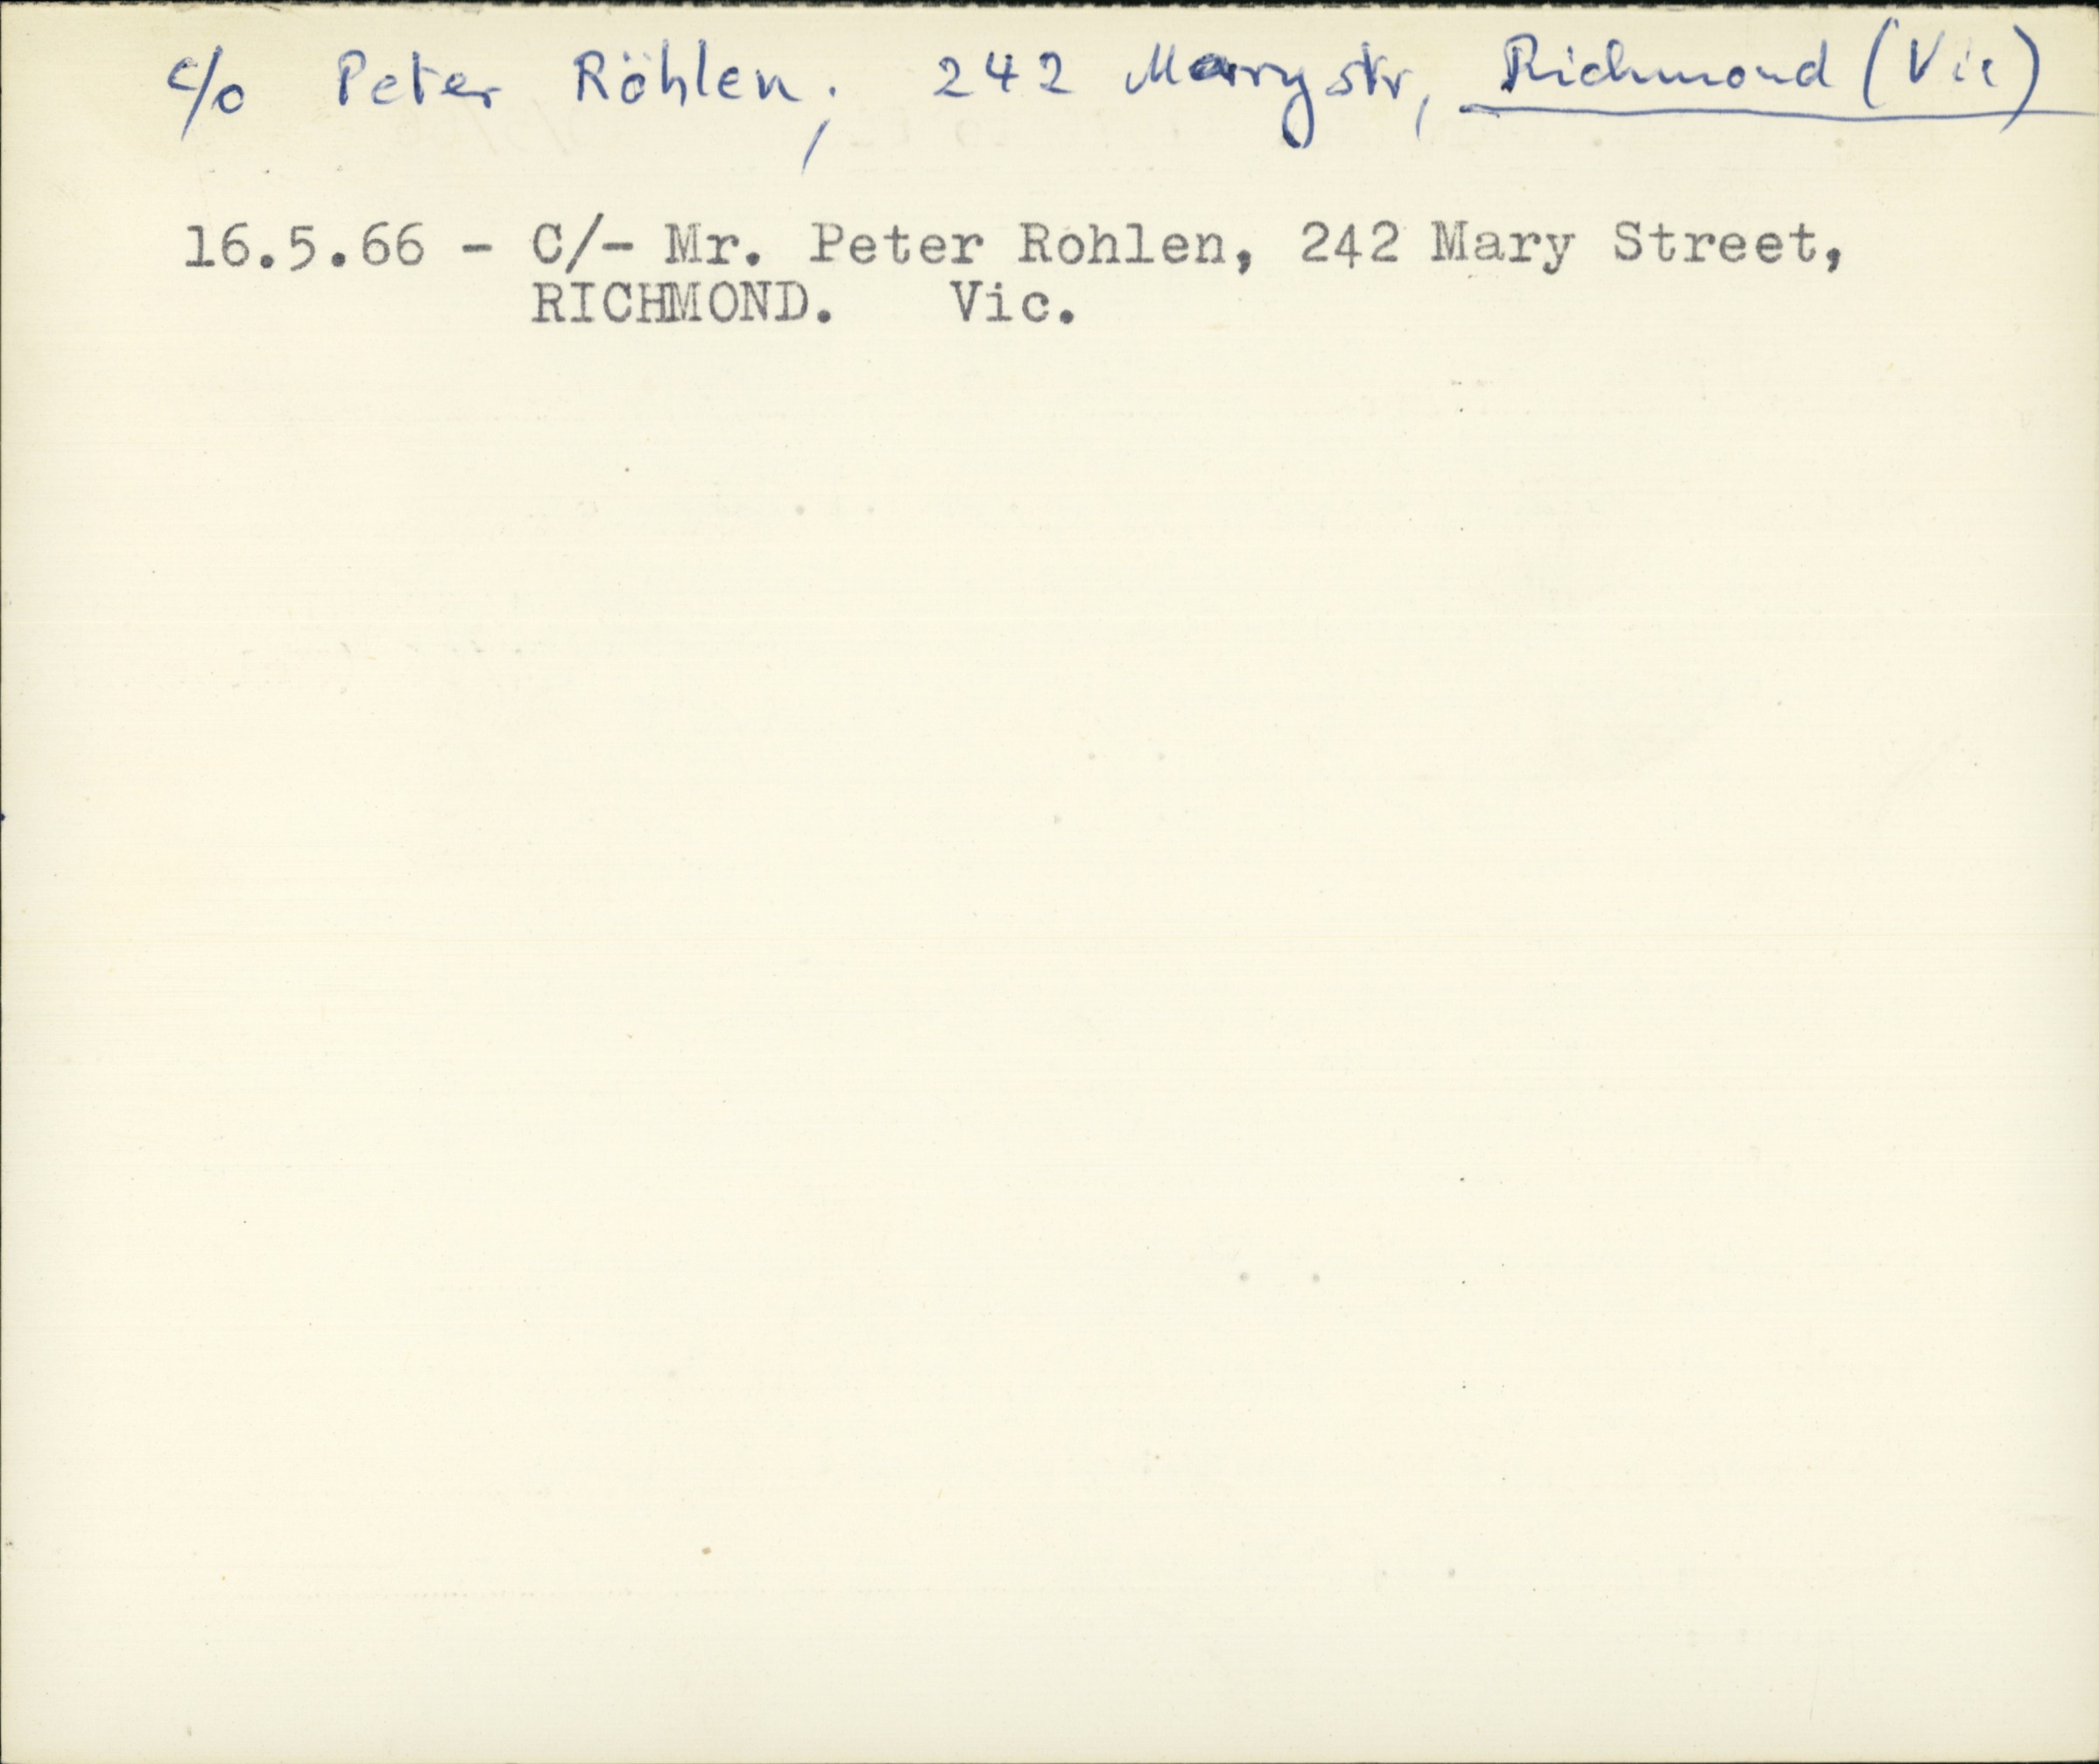 c/o Peter Röhlen, 242 Marystr, Richmond (Vic)
16.5.66 - C/- Mr. Peter Rohlen, 242 Mary Street,
RICHMOND. Vic.